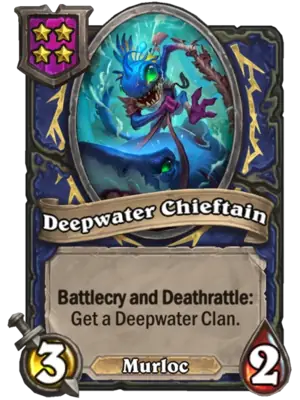 Deepwater Chieftain
Battlecry and Deathrattle:
Get a Deepwater Clan.
3
Murloc
2